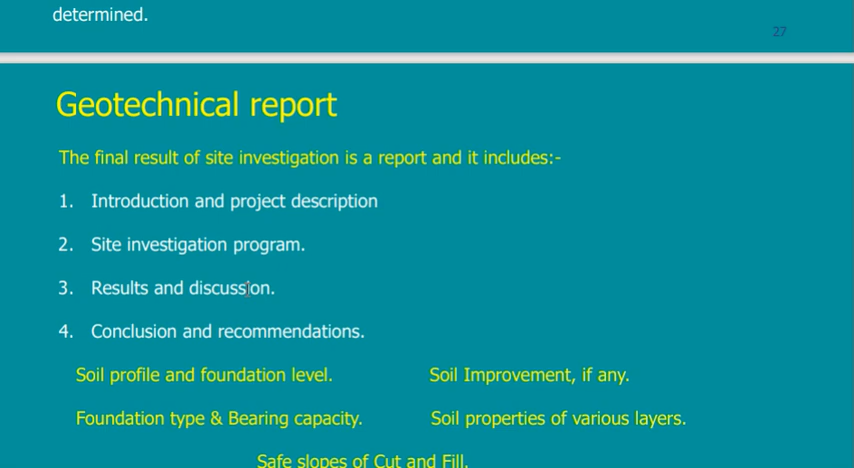 determined.
27
Geotechnical report
The final result of site investigation is a report and it includes:-
1. Introduction and project description
2. Site investigation program.
3. Results and discussion.
4. Conclusion and recommendations.
Soil profile and foundation level. Soil Improvement, if any.
Foundation type & Bearing capacity. Soil properties of various layers.
Safe slopes of Cut and Fill.